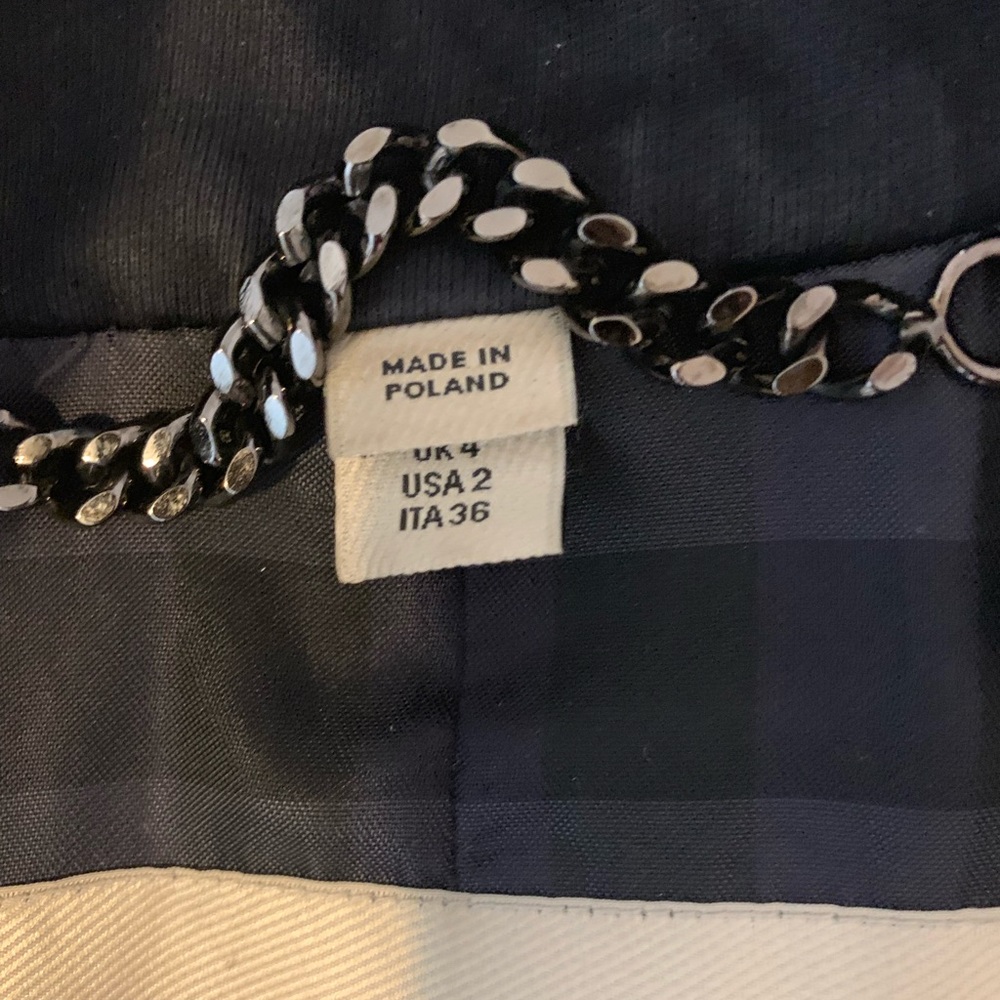 MADE IN
POLAND
UK 4
USA 2
ITA 36